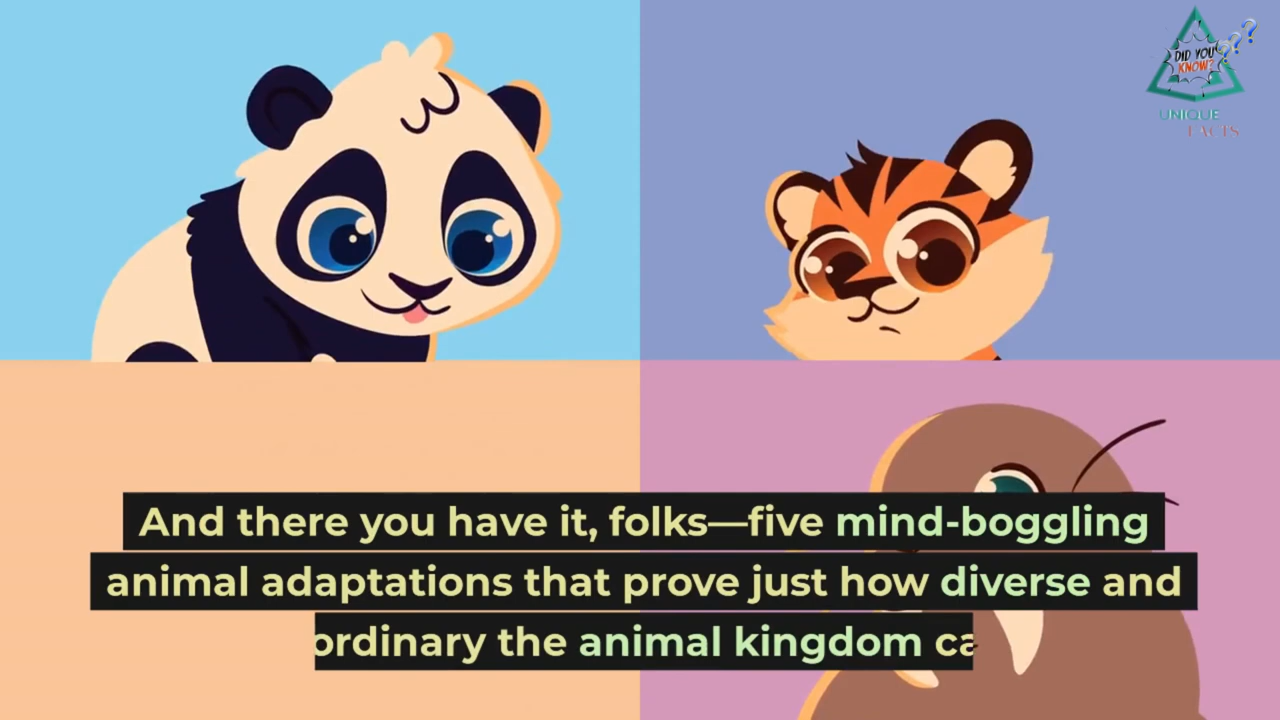 DID YOU
KNOW?
???
UNIQUE
FACTS
And there you have it, folks—five mind-boggling
animal adaptations that prove just how diverse and
ordinary the animal kingdom ca